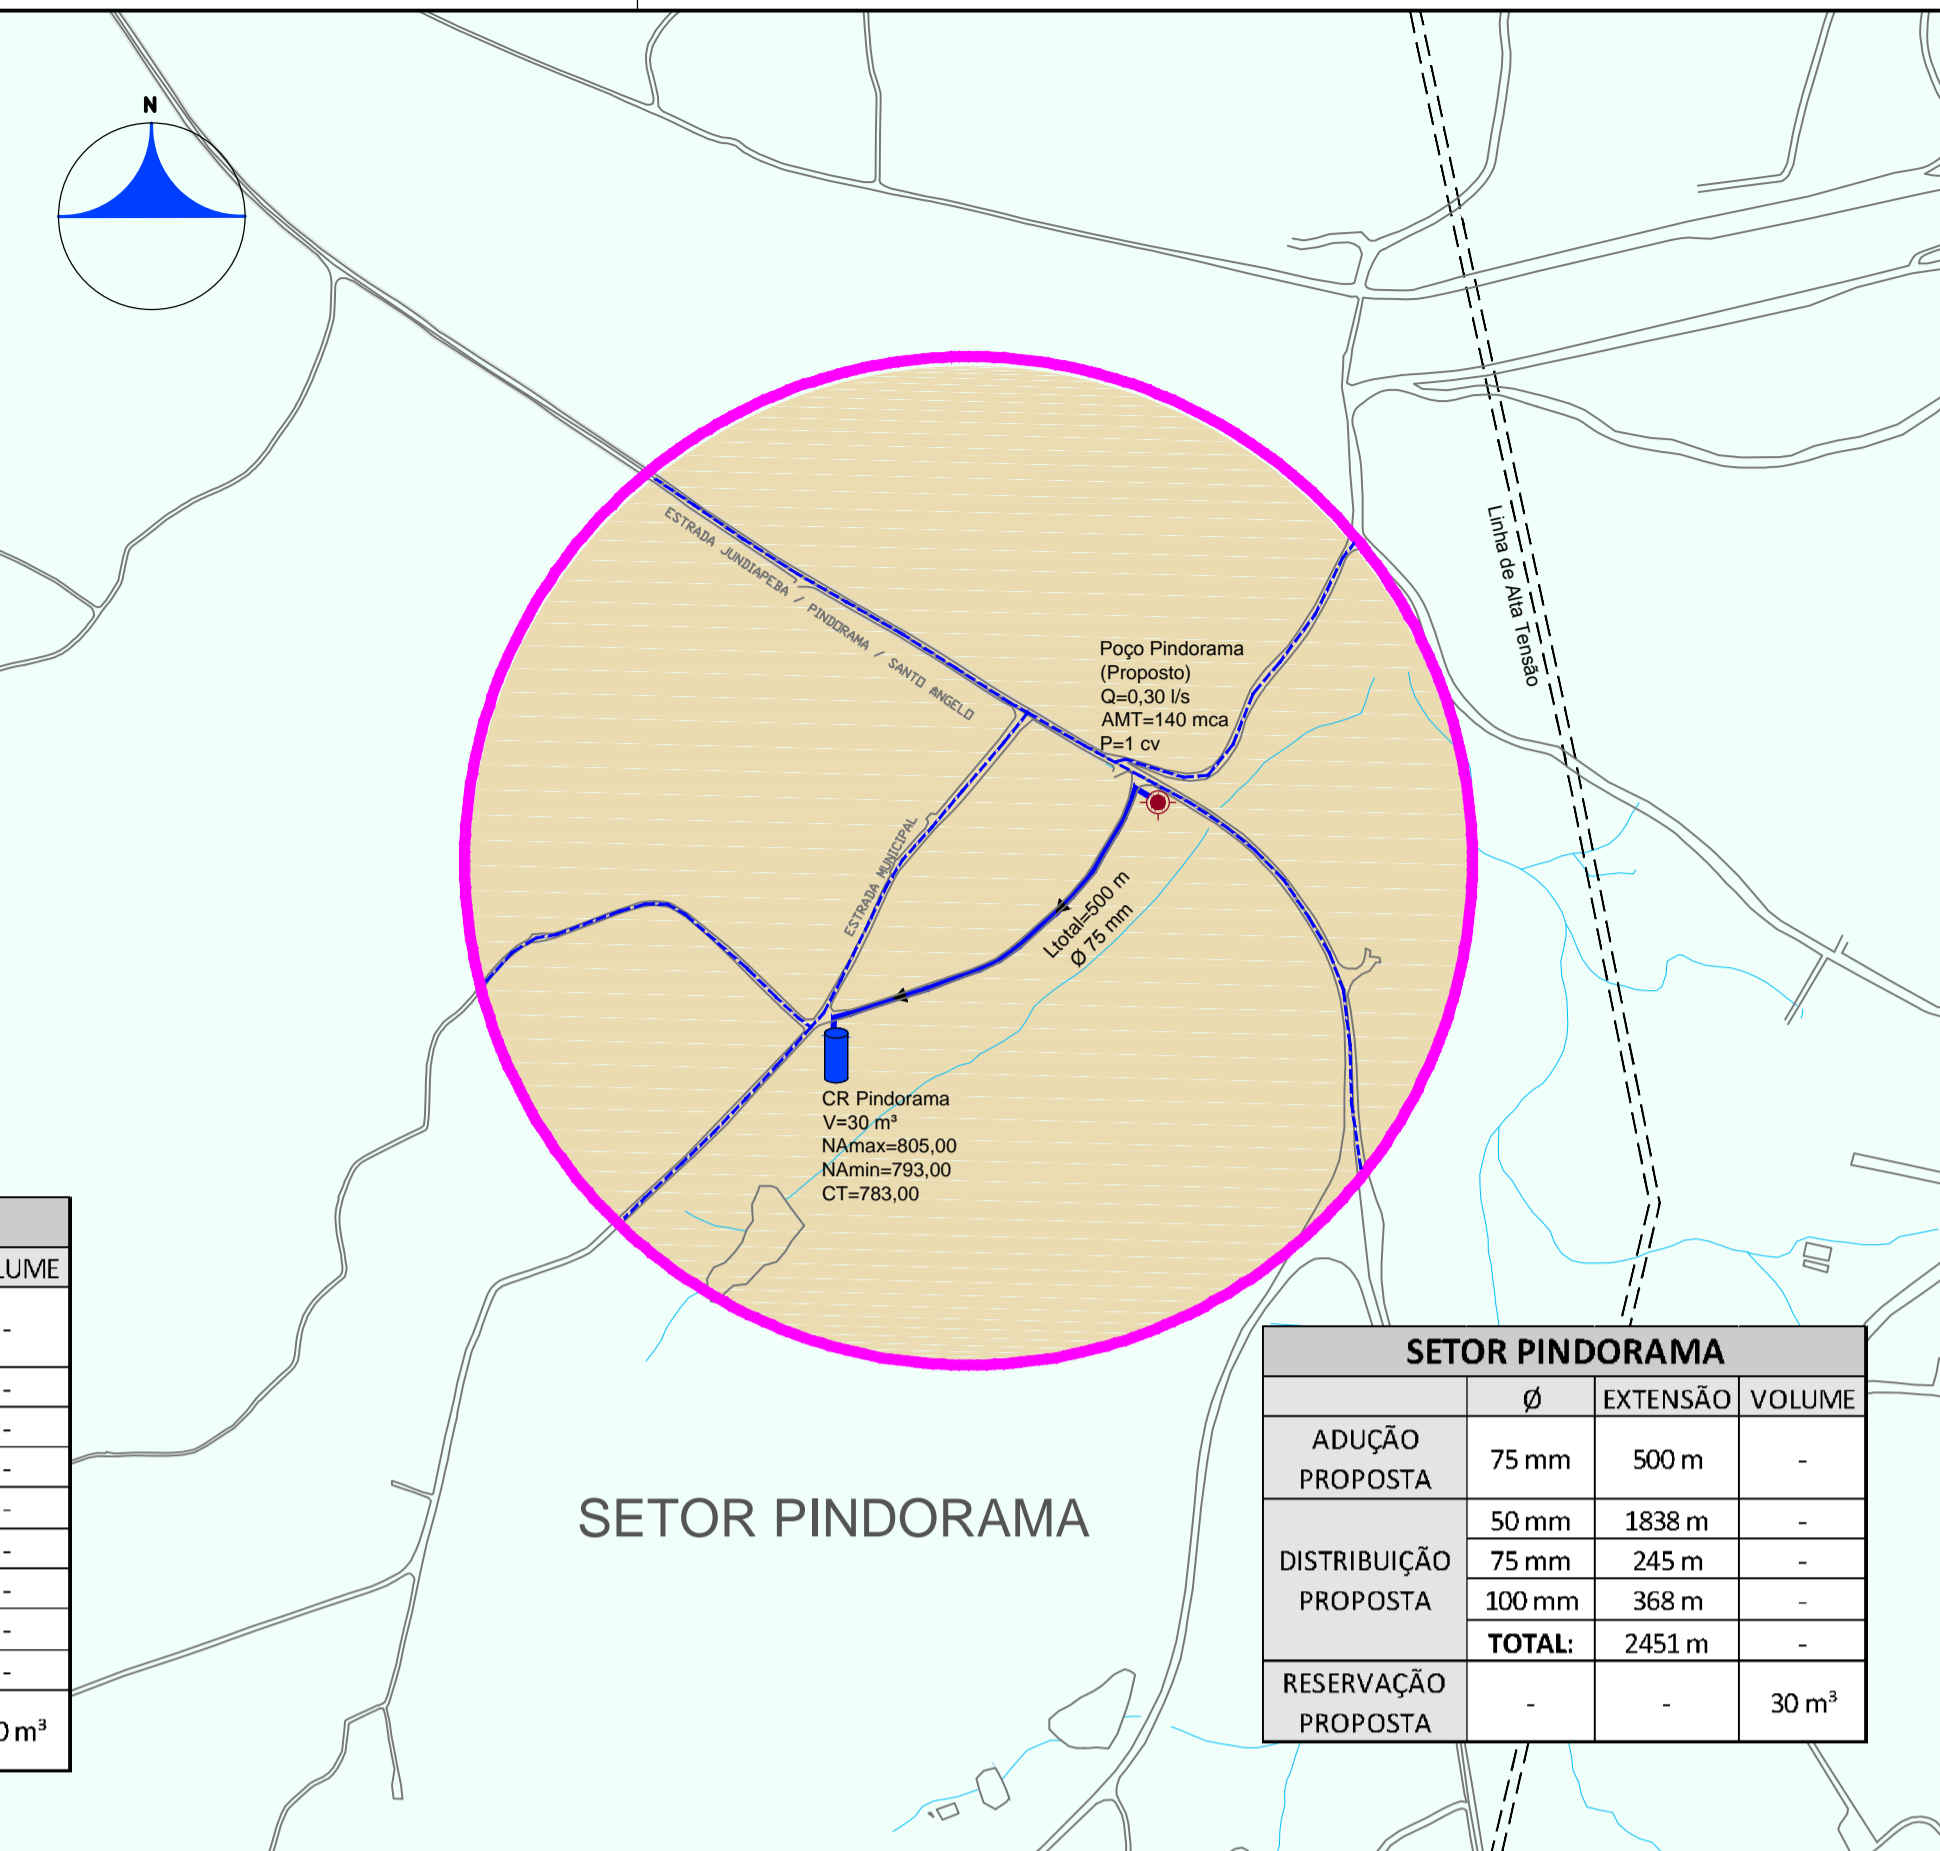 N
ESTRADA JUNDIAPEBA / PINDORAMA / SANTO ANGELO
Linha de Alta Tensão
Poço Pindorama
(Proposto)
Q=0,30 l/s
AMT=140 mca
P=1 cv
ESTRADA MUNICIPAL
Ltotal=500 m
Ø 75 mm
CR Pindorama
V=30 m³
NAmax=805,00
NAmin=793,00
CT=783,00
LUME
-
-
-
-
-
-
-
-
-
0 m³
SETOR PINDORAMA
SETOR PINDORAMA
Ø EXTENSÃO VOLUME
ADUÇÃO
PROPOSTA
75 mm 500 m -
DISTRIBUIÇÃO
PROPOSTA
50 mm 1838 m -
75 mm 245 m -
100 mm 368 m -
TOTAL: 2451 m -
RESERVAÇÃO
PROPOSTA
- - 30 m³